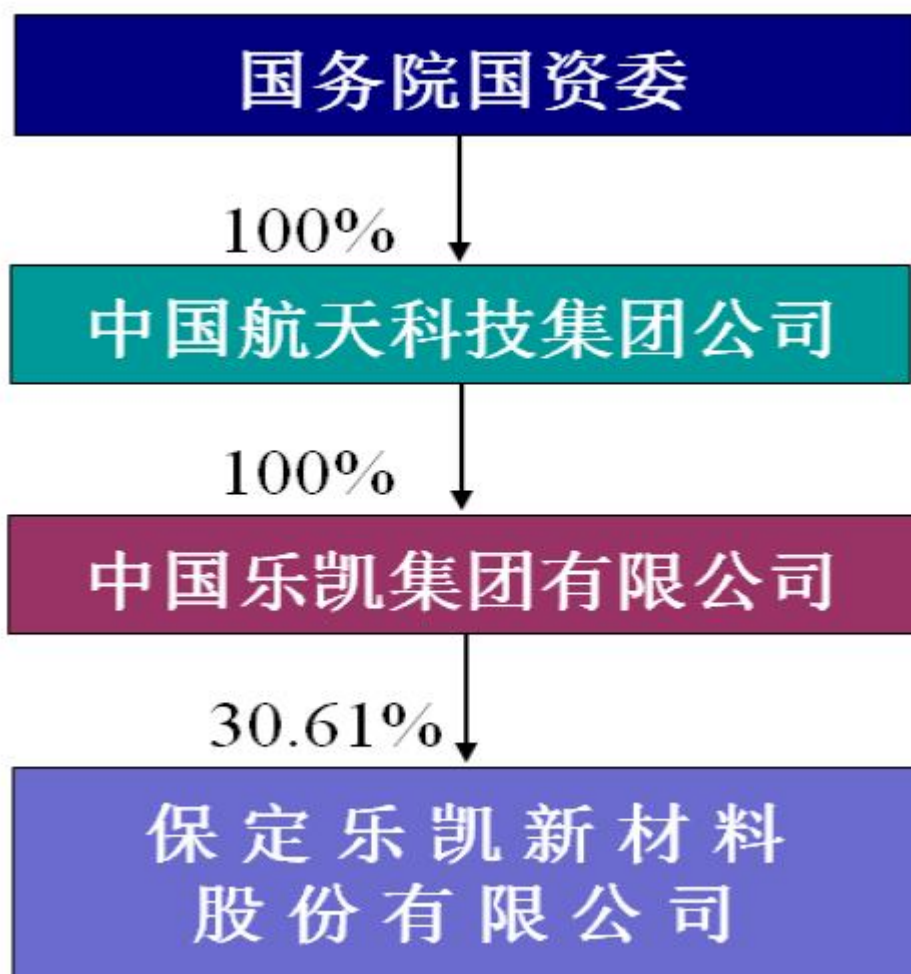 国务院国资委
100%
中国航天科技集团公司
100%
中国乐凯集团有限公司
30.61%
保定乐凯新材料
股份有限公司